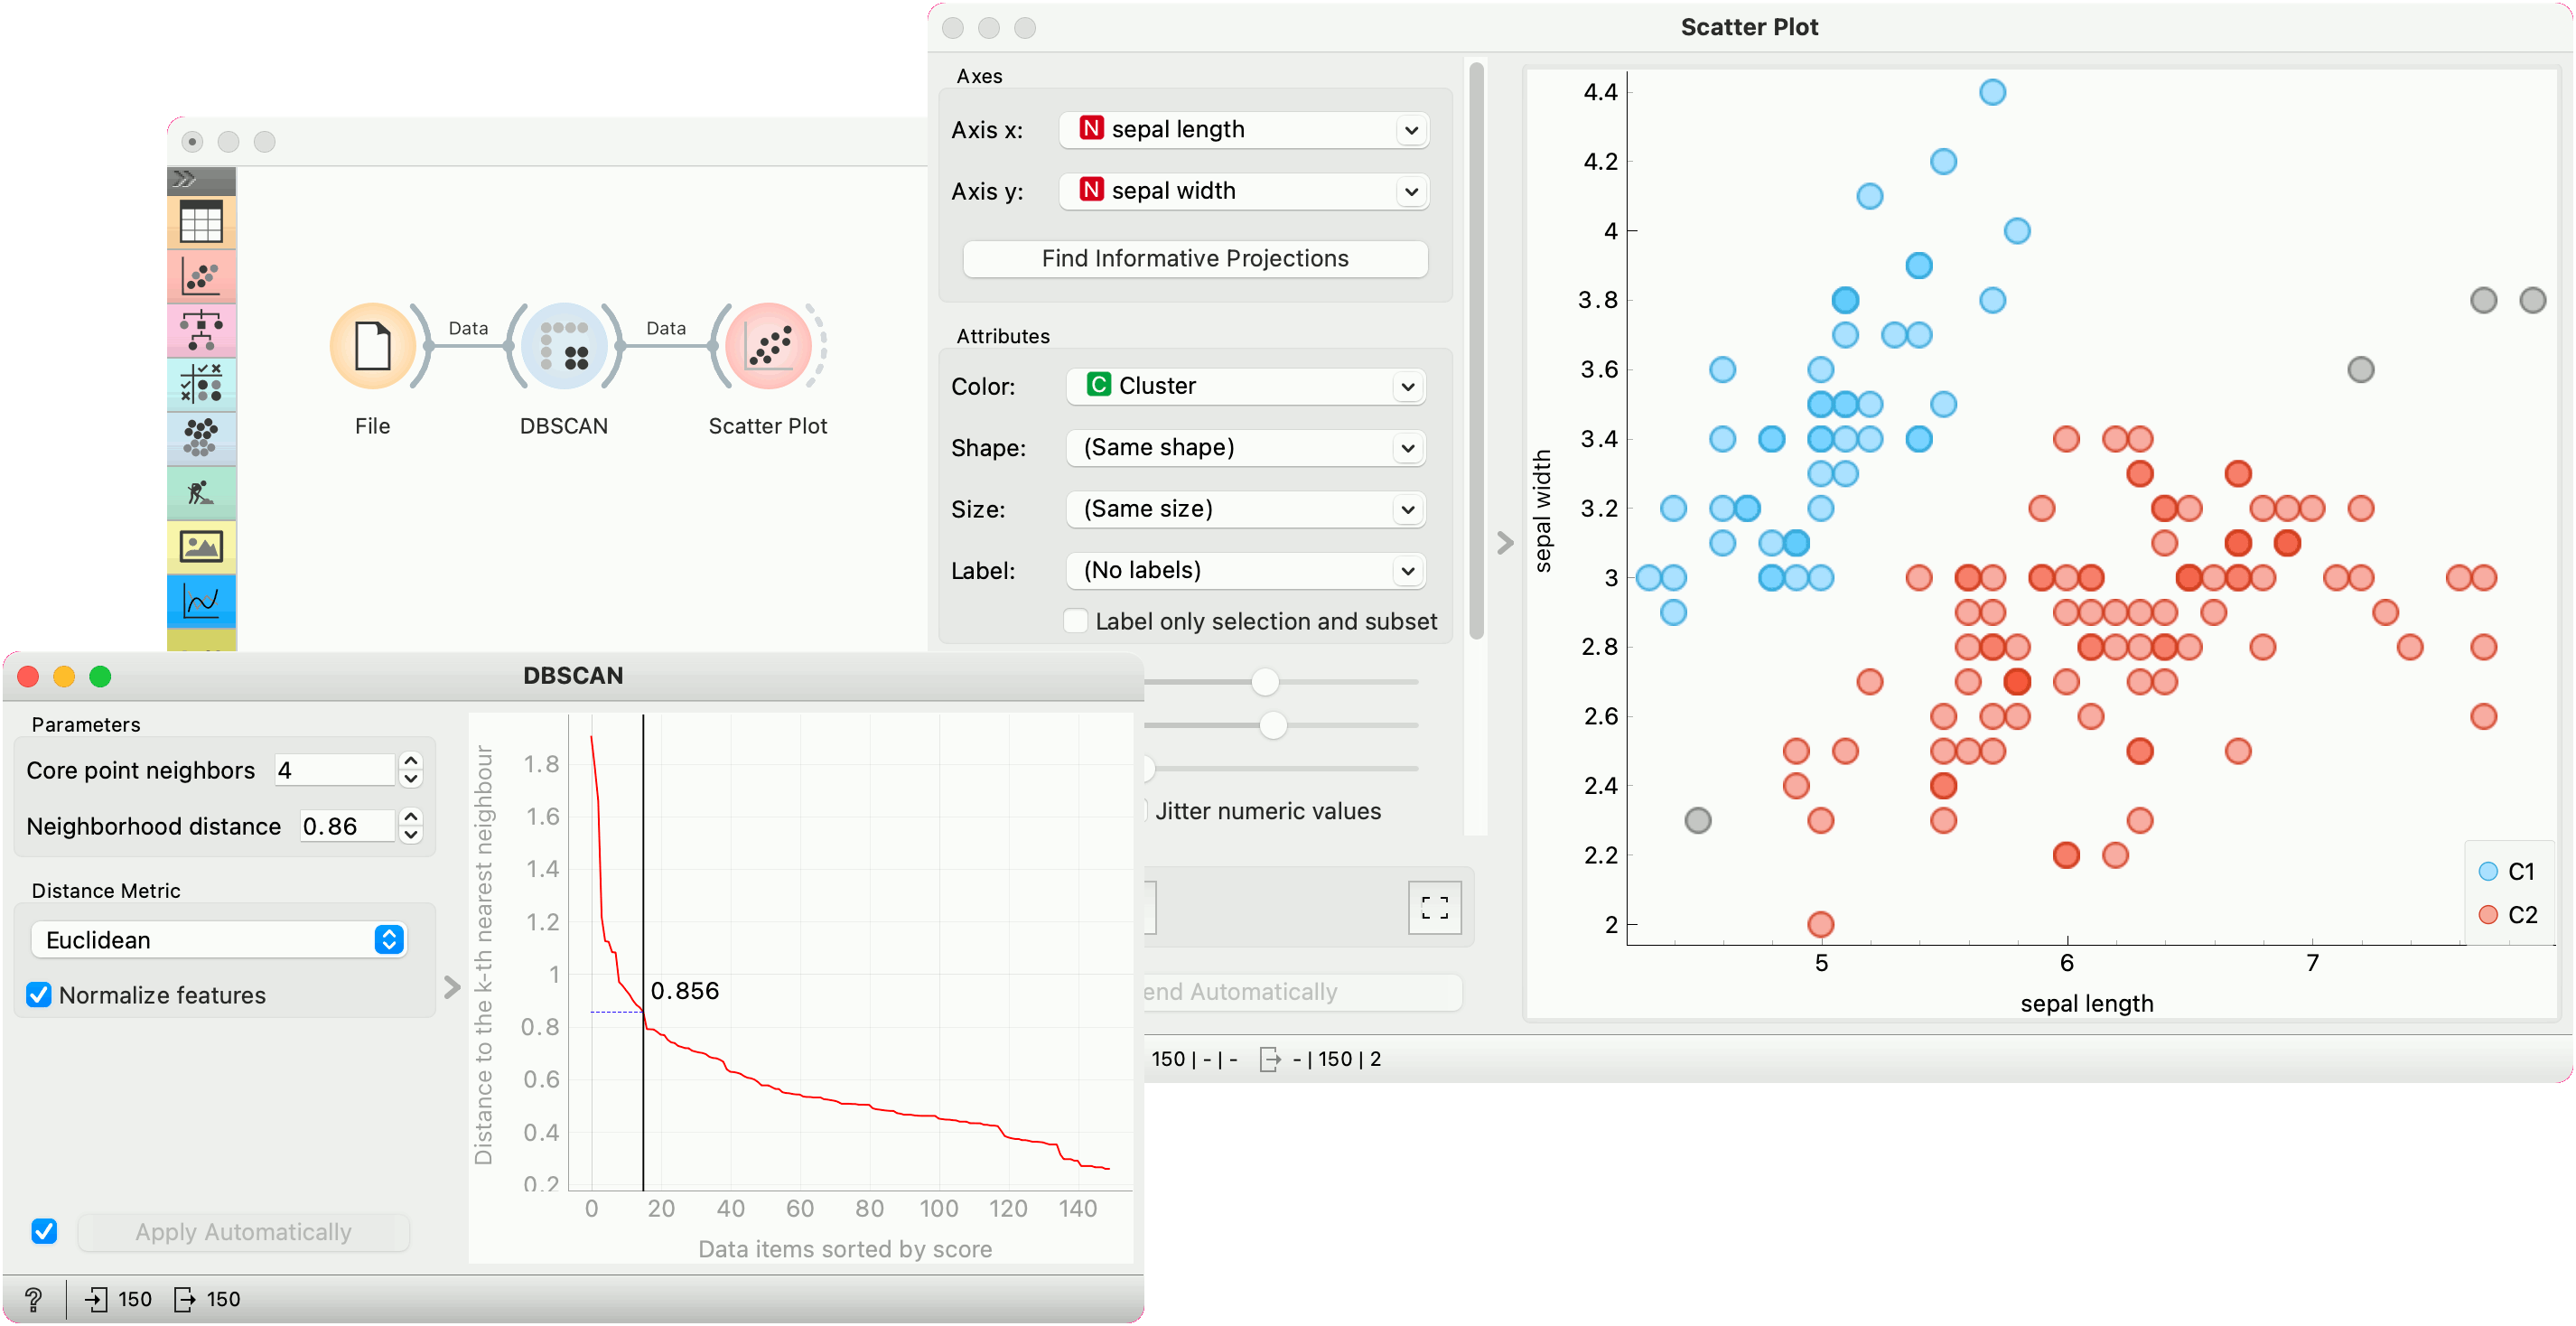 Scatter Plot
Axes
Axis x:
N sepal length
Axis y:
N sepal width
Find Informative Projections
Attributes
Color:
C Cluster
Shape:
(Same shape)
Size:
(Same size)
Label:
(No labels)
Label only selection and subset
Jitter numeric values
end Automatically
150 | - | -
- | 150 | 2
4.4
4.2
4
3.8
3.6
3.4
3.2
3
2.8
2.6
2.4
2.2
2
sepal width
5
6
7
sepal length
C1
C2
Data
Data
File
DBSCAN
Scatter Plot
DBSCAN
Parameters
Core point neighbors
4
Neighborhood distance
0.86
Distance Metric
Euclidean
Normalize features
Apply Automatically
Distance to the k-th nearest neighbour
1.8
1.6
1.4
1.2
1
0.8
0.6
0.4
0.2
0.856
0
20
40
60
80
100
120
140
Data items sorted by score
?
150
150